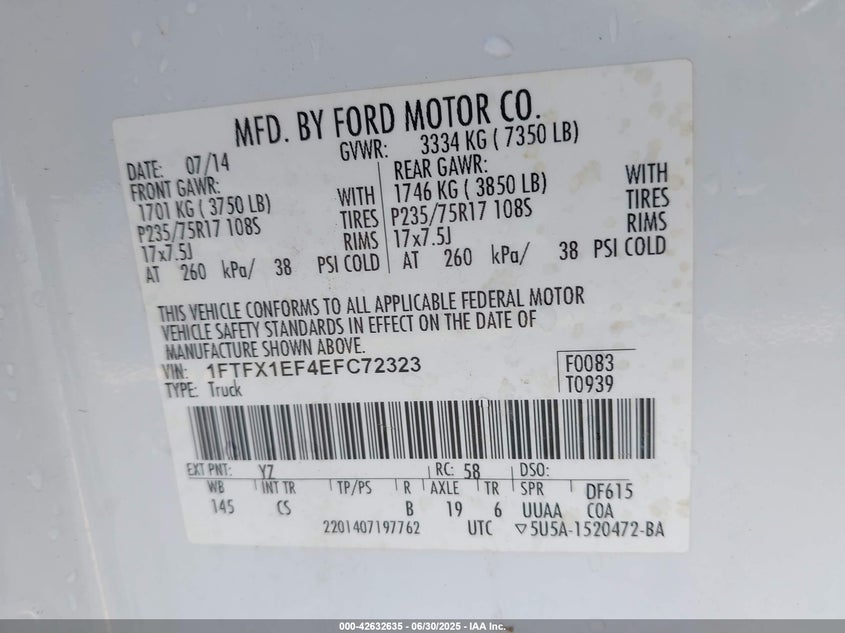 MFD. BY FORD MOTOR CO.
DATE: 07/14
GVWR: 3334 KG ( 7350 LB)
FRONT GAWR:
1701 KG ( 3750 LB) WITH
P235/75R17 108S TIRES
17x7.5J RIMS
AT 260 kPa/ 38 PSI COLD
REAR GAWR:
1746 KG ( 3850 LB) WITH
P235/75R17 108S TIRES
17x7.5J RIMS
AT 260 kPa/ 38 PSI COLD
THIS VEHICLE CONFORMS TO ALL APPLICABLE FEDERAL MOTOR
VEHICLE SAFETY STANDARDS IN EFFECT ON THE DATE OF
MANUFACTURE SHOWN ABOVE.
VIN: 1FTFX1EF4EFC72323
TYPE: Truck
F0083
T0939
EXT PNT: YZ RC: 58 DSO:
WB INT TR TP/PS R AXLE TR SPR DF615
145 CS B 19 6 UUAA COA
2201407197762 UTC ▽5U5A-1520472-BA
000-42632635 - 06/30/2025 - IAA Inc.